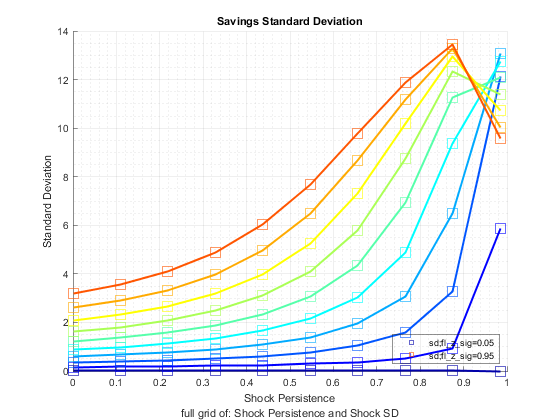 Savings Standard Deviation
Standard Deviation
14
12
10
8
6
4
2
0
0 0.1 0.2 0.3 0.4 0.5 0.6 0.7 0.8 0.9 1
sd;fl_z_sig=0.05
sd;fl_z_sig=0.95
Shock Persistence
full grid of: Shock Persistence and Shock SD